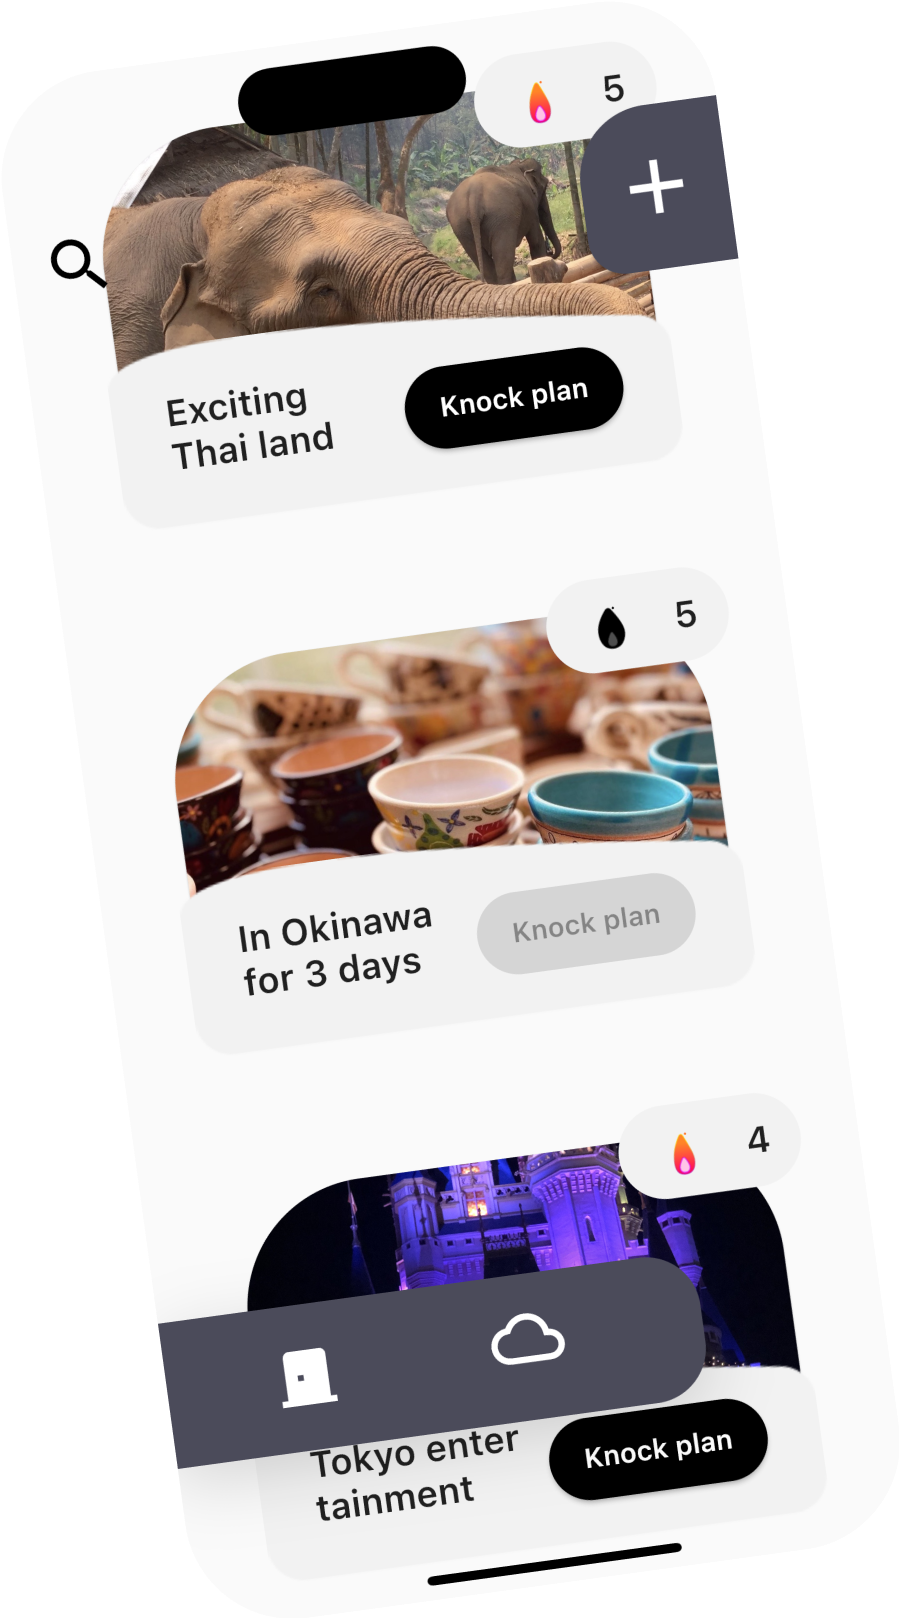 5
Exciting
Thai land
Knock plan
5
In Okinawa
for 3 days
Knock plan
4
Tokyo enter
tainment
Knock plan